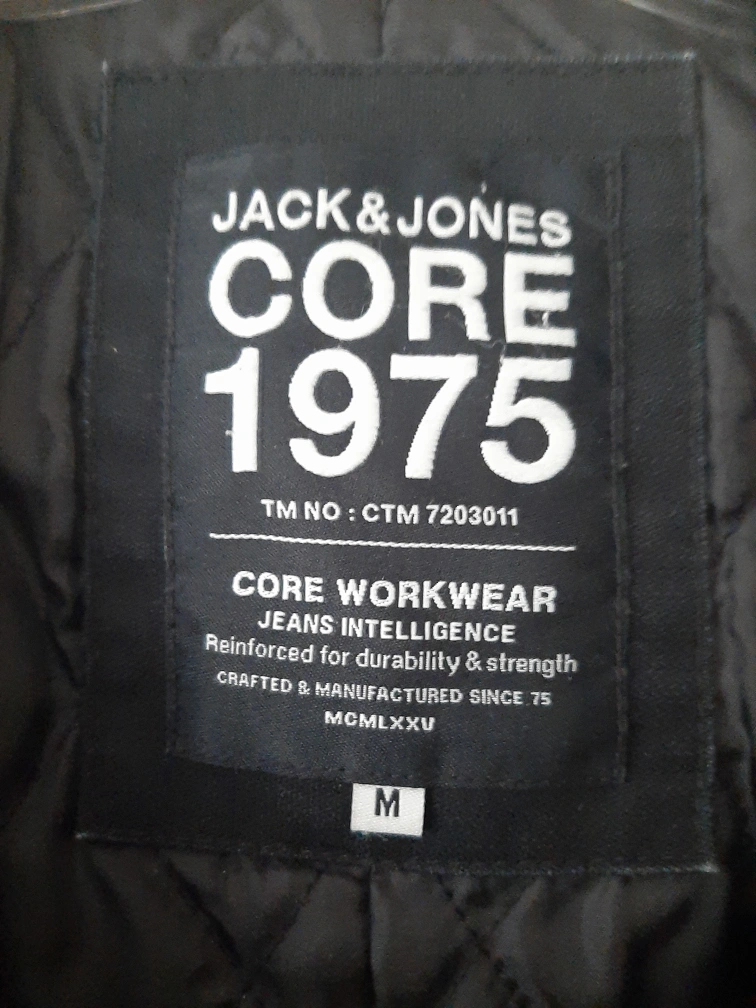 JACK&JONES
CORE
1975
TM NO : CTM 7203011
CORE WORKWEAR
JEANS INTELLIGENCE
Reinforced for durability & strength
CRAFTED & MANUFACTURED SINCE 75
MCMLXXV
M